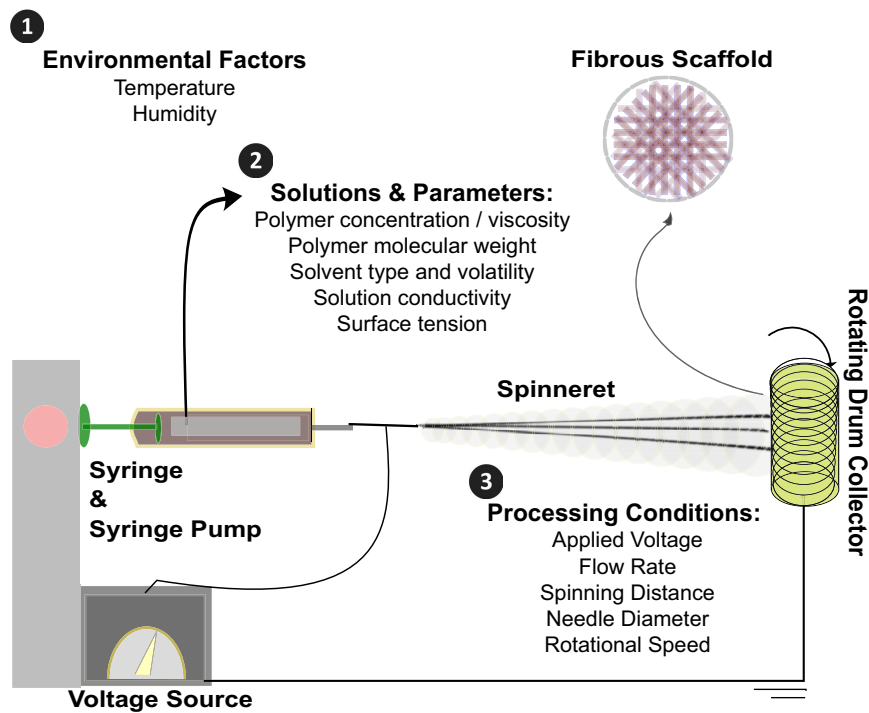 1
Environmental Factors
Temperature
Humidity
Fibrous Scaffold
2
Solutions & Parameters:
Polymer concentration / viscosity
Polymer molecular weight
Solvent type and volatility
Solution conductivity
Surface tension
Rotating Drum Collector
Spinneret
Syringe
&
Syringe Pump
3
Processing Conditions:
Applied Voltage
Flow Rate
Spinning Distance
Needle Diameter
Rotational Speed
Voltage Source